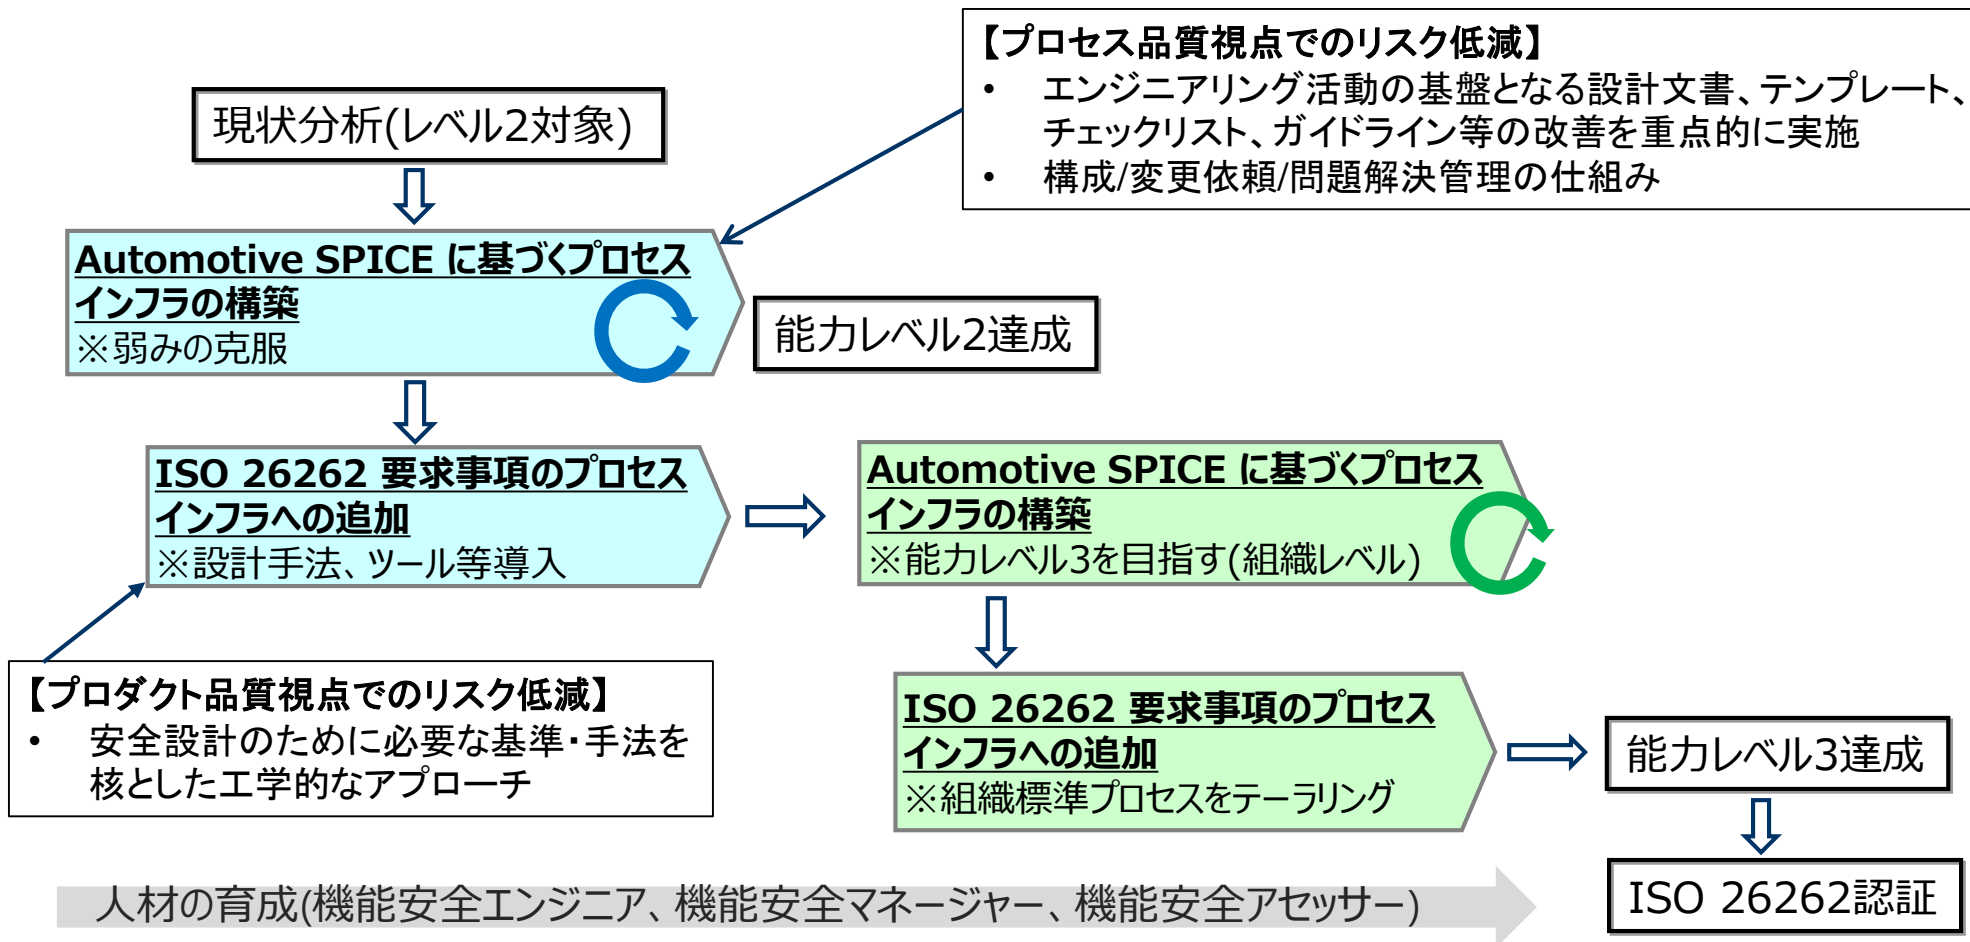 【プロセス品質視点でのリスク低減】
• エンジニアリング活動の基盤となる設計文書、テンプレート、
チェックリスト、ガイドライン等の改善を重点的に実施
• 構成/変更依頼/問題解決管理の仕組み
現状分析(レベル2対象)
Automotive SPICE に基づくプロセス
インフラの構築
※弱みの克服
能力レベル2達成
ISO 26262 要求事項のプロセス
インフラへの追加
※設計手法、ツール等導入
Automotive SPICE に基づくプロセス
インフラの構築
※能力レベル3を目指す(組織レベル)
【プロダクト品質視点でのリスク低減】
• 安全設計のために必要な基準・手法を
核とした工学的なアプローチ
ISO 26262 要求事項のプロセス
インフラへの追加
※組織標準プロセスをテーラリング
能力レベル3達成
ISO 26262認証
人材の育成(機能安全エンジニア、機能安全マネージャー、機能安全アセッサー)